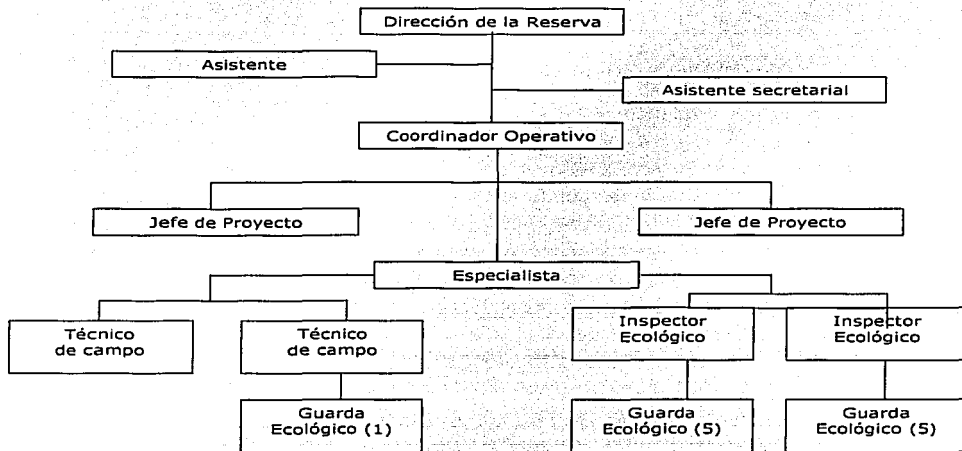 Dirección de la Reserva
Asistente
Asistente secretarial
Coordinador Operativo
Jefe de Proyecto
Jefe de Proyecto
Especialista
Técnico
de campo
Técnico
de campo
Inspector
Ecológico
Inspector
Ecológico
Guarda
Ecológico (1)
Guarda
Ecológico (5)
Guarda
Ecológico (5)